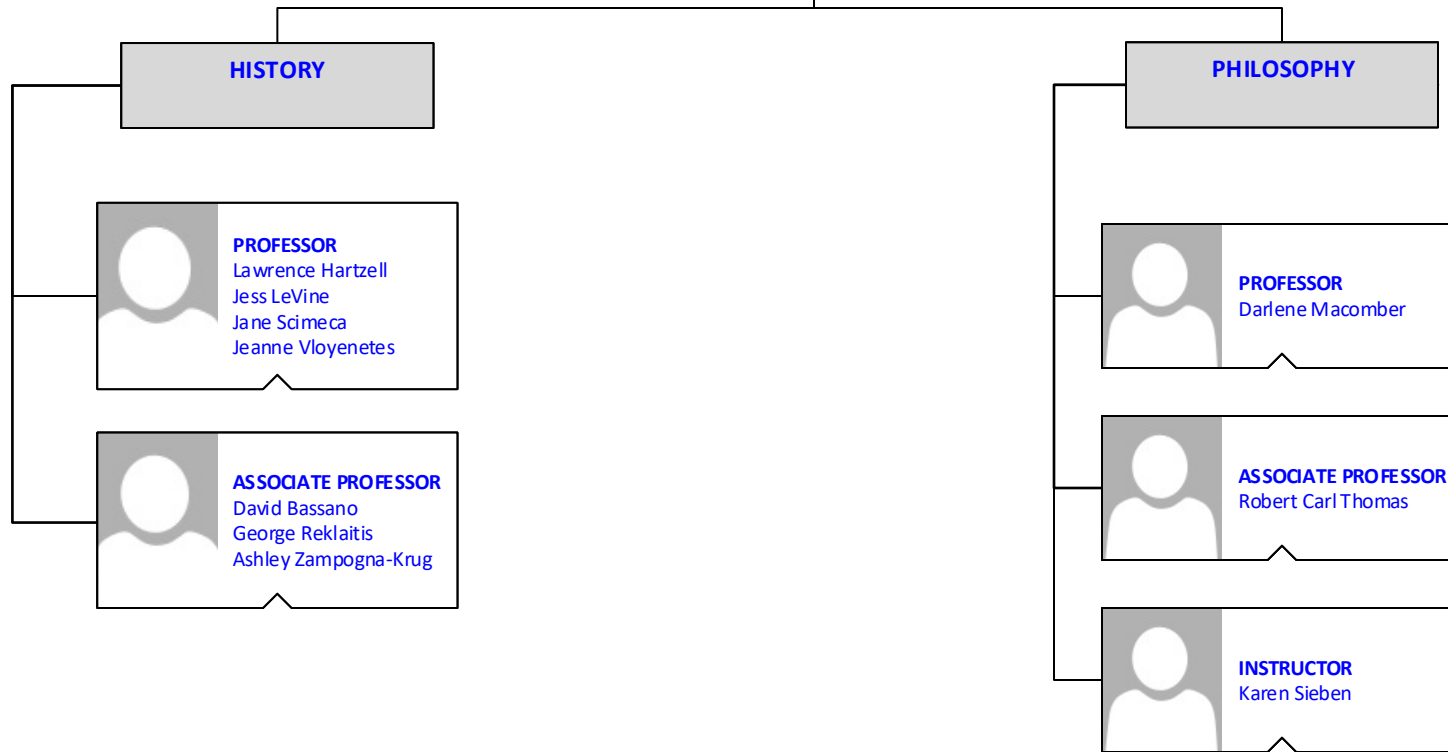 HISTORY
PROFESSOR
Lawrence Hartzell
Jess LeVine
Jane Scimeca
Jeanne Vloyenetes
ASSOCIATE PROFESSOR
David Bassano
George Reklaitis
Ashley Zampogna-Krug
PHILOSOPHY
PROFESSOR
Darlene Macomber
ASSOCIATE PROFESSOR
Robert Carl Thomas
INSTRUCTOR
Karen Sieben